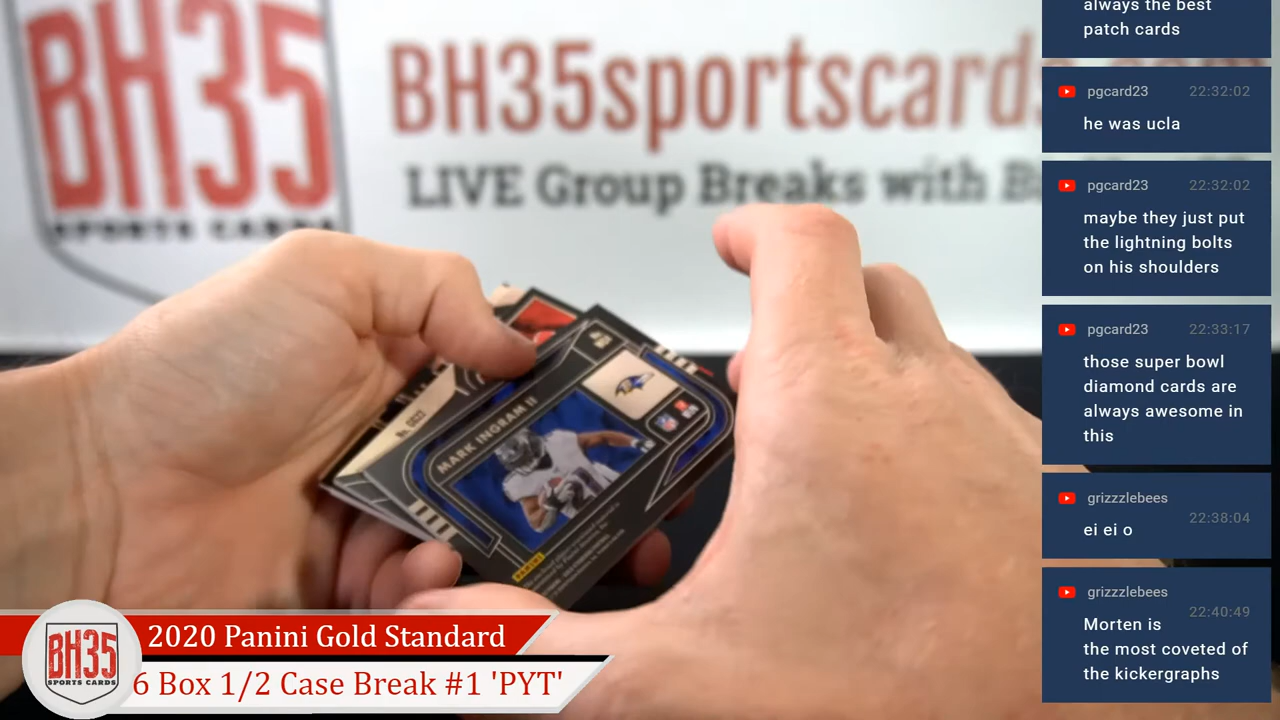 BH35
SPORTS CARDS
BH35sportscards
LIVE Group Breaks with
MARK INGRAM II
PANINI
2020 Panini Gold Standard
6 Box 1/2 Case Break #1 'PYT'
BH35
SPORTS CARDS
always the best
patch cards
pgcard23 22:32:02
he was ucla
pgcard23 22:32:02
maybe they just put
the lightning bolts
on his shoulders
pgcard23 22:33:17
those super bowl
diamond cards are
always awesome in
this
grizzzlebees
22:38:04
ei ei o
grizzzlebees
22:40:49
Morten is
the most coveted of
the kickergraphs